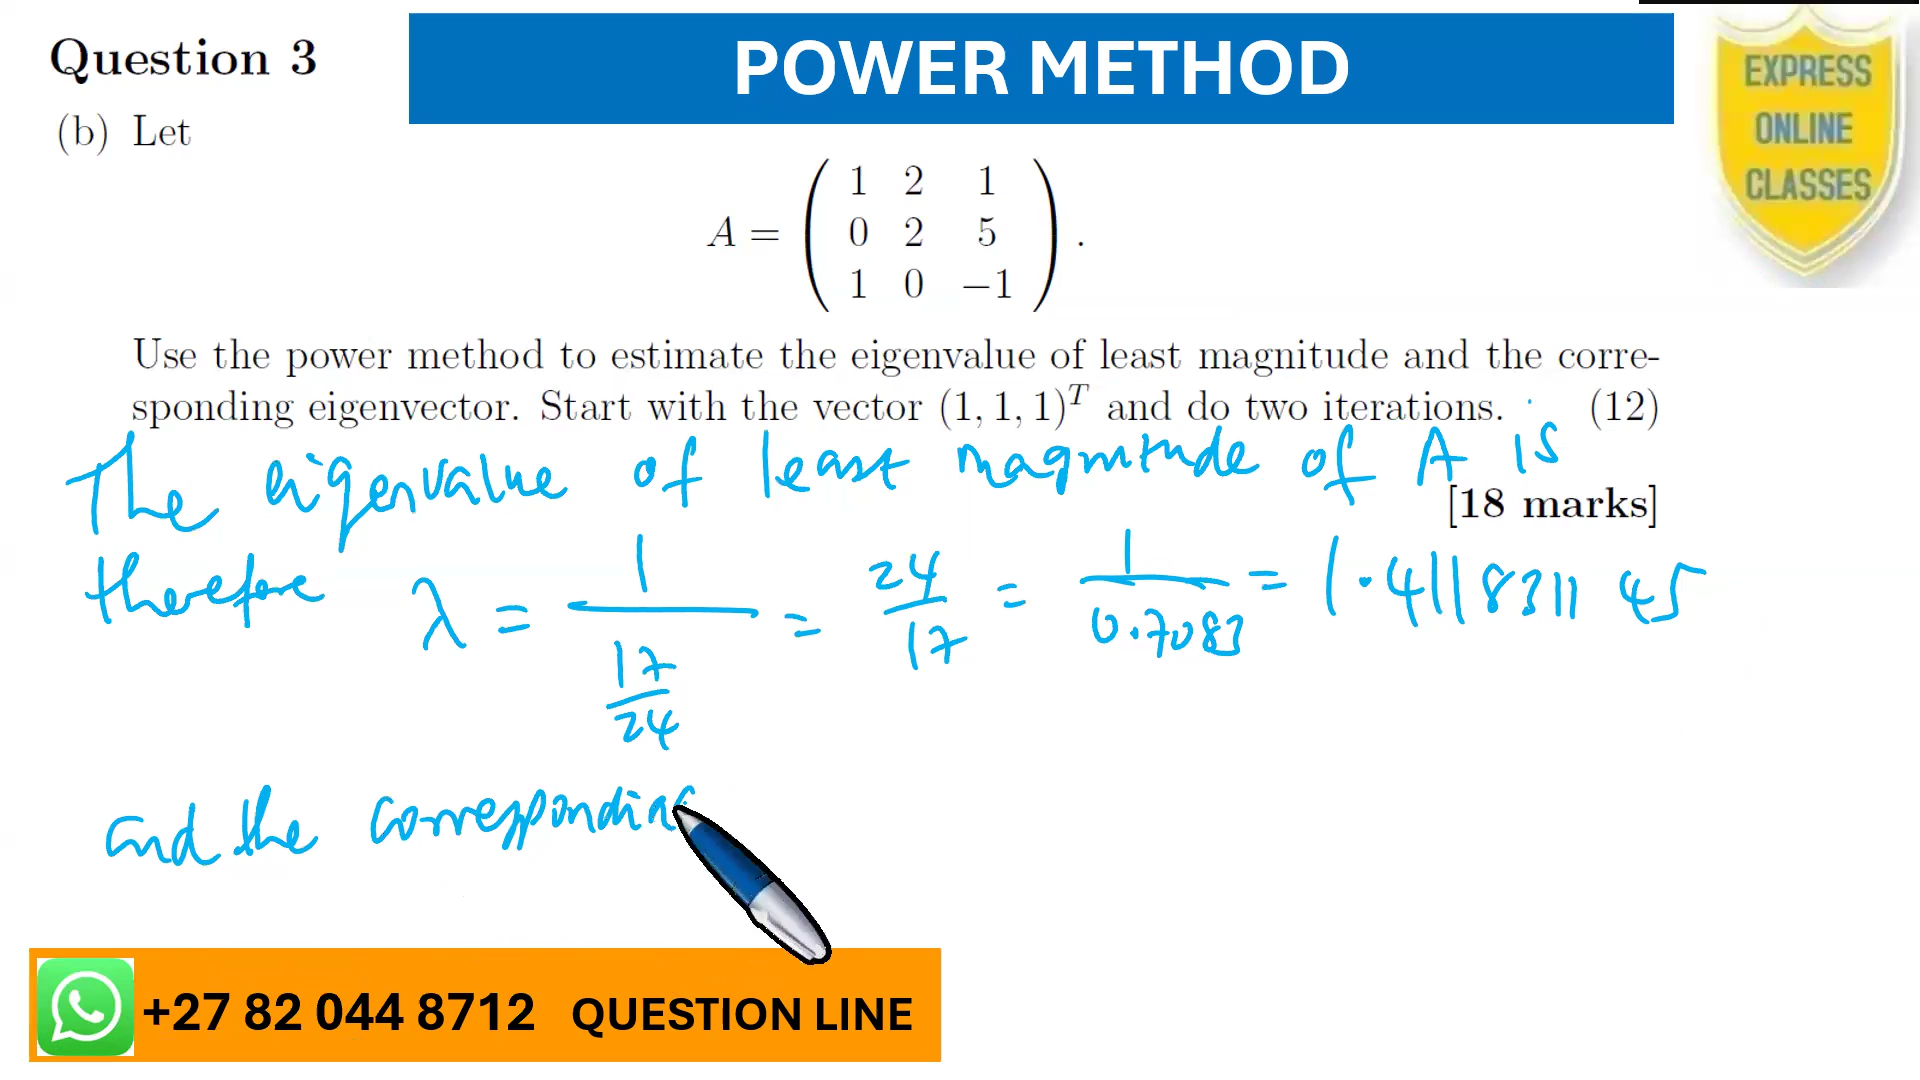 Question 3
POWER METHOD
EXPRESS
ONLINE
CLASSES
(b) Let
A = ( 1 2 1
0 2 5
1 0 −1 ) .
Use the power method to estimate the eigenvalue of least magnitude and the corre-
sponding eigenvector. Start with the vector (1, 1, 1)^T and do two iterations. (12)
The eigenvalue of least magnitude of A is
[18 marks]
therefore λ = 1/(17/24) = 24/17 = 1/0.7083 = 1.411831145
and the corresponding
+27 82 044 8712 QUESTION LINE